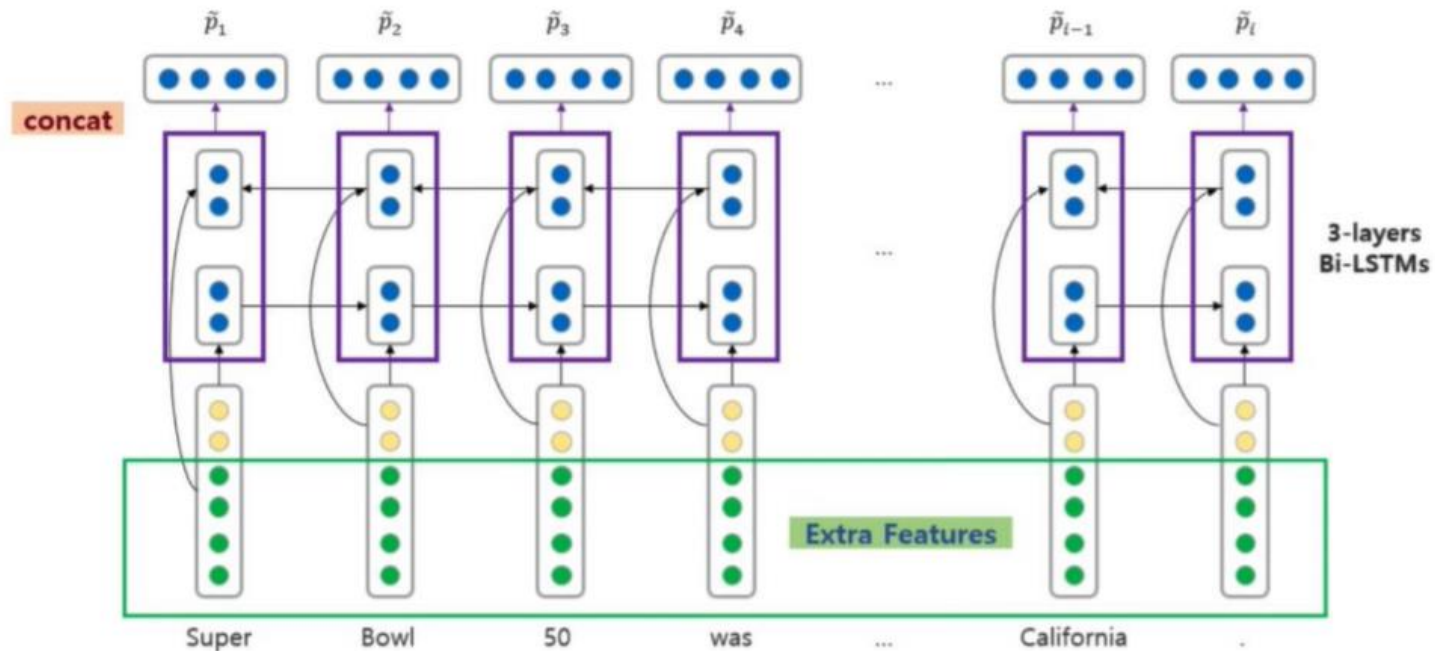 p̃₁ p̃₂ p̃₃ p̃₄ p̃ᵢ₋₁ p̃ᵢ
...
concat
3-layers
Bi-LSTMs
...
Extra Features
Super Bowl 50 was ... California .